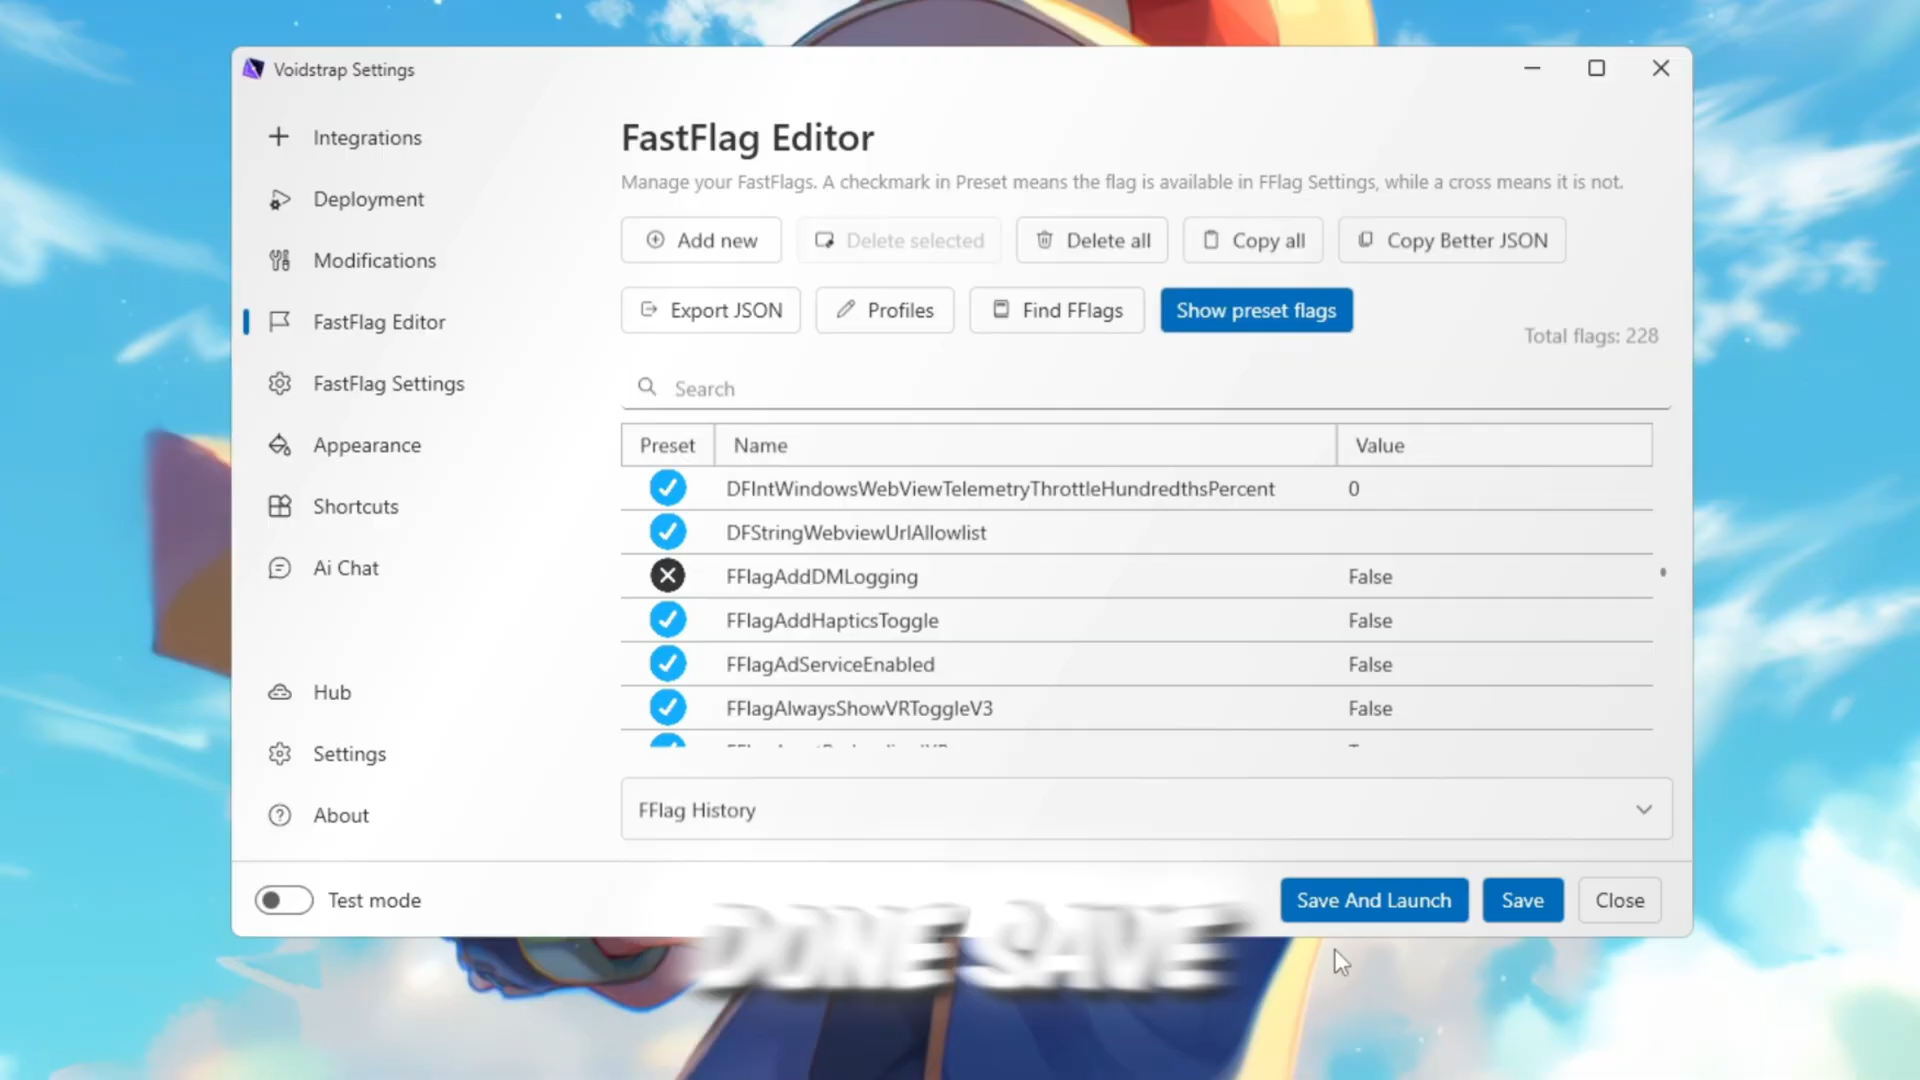 Voidstrap Settings
Integrations
Deployment
Modifications
FastFlag Editor
FastFlag Settings
Appearance
Shortcuts
Ai Chat
Hub
Settings
About
Test mode
FastFlag Editor
Manage your FastFlags. A checkmark in Preset means the flag is available in FFlag Settings, while a cross means it is not.
Add new
Delete selected
Delete all
Copy all
Copy Better JSON
Export JSON
Profiles
Find FFlags
Show preset flags
Total flags: 228
Search
Preset Name Value
DFIntWindowsWebViewTelemetryThrottleHundredthsPercent 0
DFStringWebviewUrlAllowlist
FFlagAddDMLogging False
FFlagAddHapticsToggle False
FFlagAdServiceEnabled False
FFlagAlwaysShowVRToggleV3 False
FFlag History
Save And Launch
Save
Close
DONE SAVE